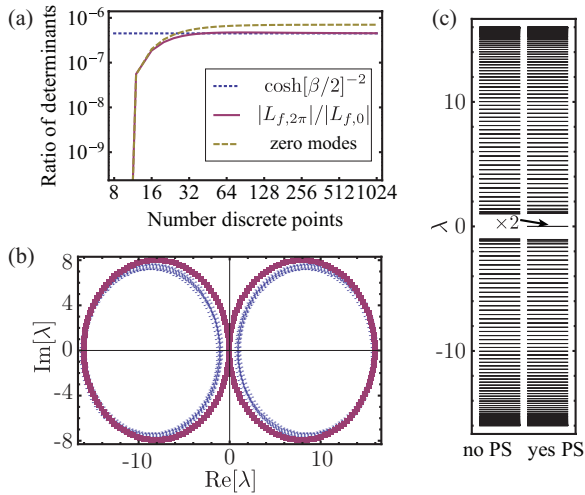 (a)
Ratio of determinants
10⁻⁶
10⁻⁷
10⁻⁸
10⁻⁹
cosh[β/2]⁻²
|L_{f,2π}|/|L_{f,0}|
zero modes
8 16 32 64 128 256 512 1024
Number discrete points
(b)
Im[λ]
8
4
0
-4
-8
-10 0 10
Re[λ]
(c)
λ
10
0
-10
×2
no PS yes PS